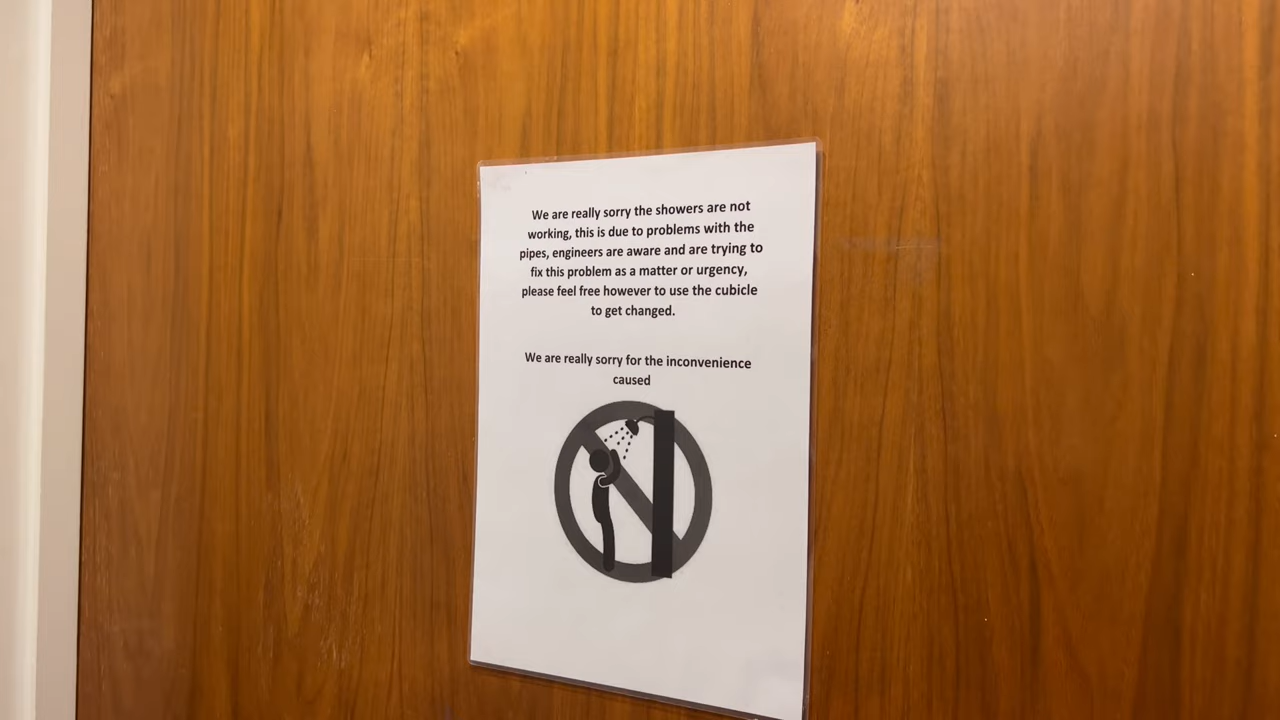 We are really sorry the showers are not
working, this is due to problems with the
pipes, engineers are aware and are trying to
fix this problem as a matter or urgency,
please feel free however to use the cubicle
to get changed.
We are really sorry for the inconvenience
caused